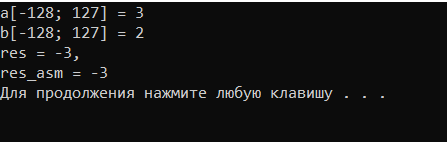 a[-128; 127] = 3
b[-128; 127] = 2
res = -3,
res_asm = -3
Для продолжения нажмите любую клавишу . . .